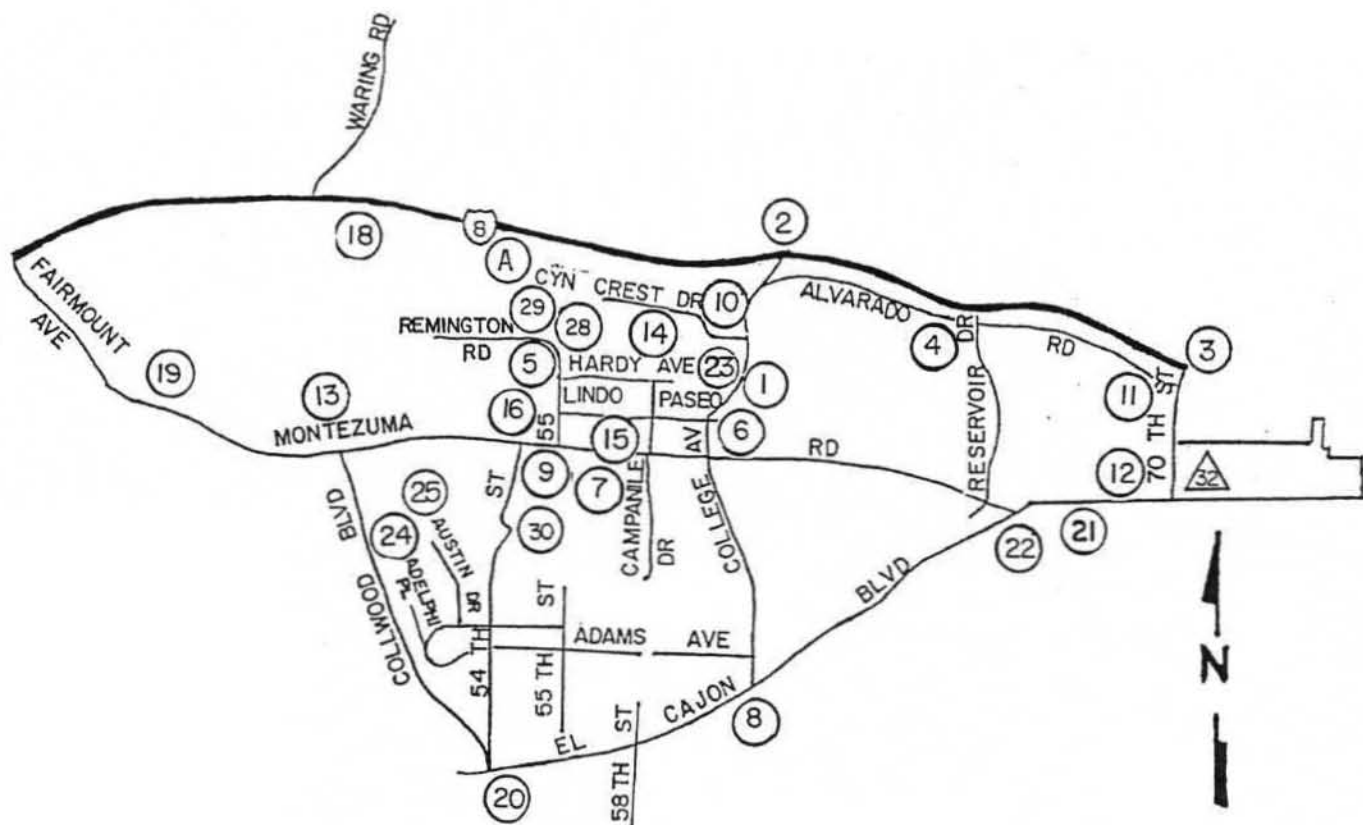 WARING RD
2
8
18
A
CYN CREST DR
10
ALVARADO
RD
FAIRMOUNT
AVE
29
28
14
REMINGTON
RD
4
RESERVOIR
DR
3
5
HARDY AVE
23
1
11
19
13
16
LINDO PASEO
55
15
6
MONTEZUMA
RD
12
70 TH ST
32
25
9
7
CAMPANILE
DR
COLLEGE AV
24
AUSTIN DR
30
22
21
ADELPHI
PL
COLLWOOD
BLVD
54 TH
ST
55 TH ST
ADAMS AVE
N
EL CAJON BLVD
8
58 TH ST
20